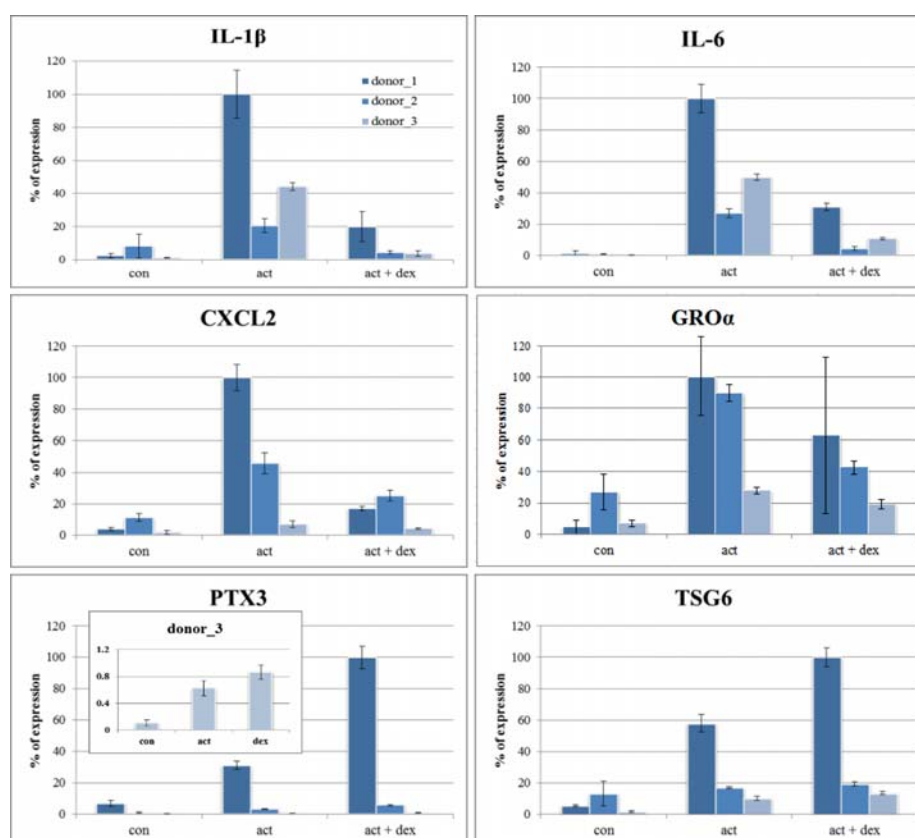 IL-1β
% of expression
120
100
80
60
40
20
0
donor_1
donor_2
donor_3
con act act + dex
IL-6
% of expression
120
100
80
60
40
20
0
con act act + dex
CXCL2
% of expression
120
100
80
60
40
20
0
con act act + dex
GROα
% of expression
120
100
80
60
40
20
0
con act act + dex
PTX3
% of expression
120
100
80
60
40
20
0
donor_3
1.2
0.8
0.4
0
con act dex
con act act + dex
TSG6
% of expression
120
100
80
60
40
20
0
con act act + dex